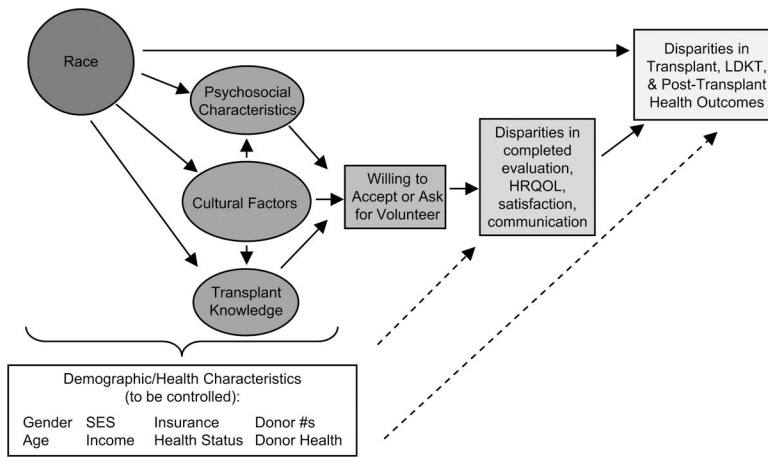 Race
Psychosocial
Characteristics
Cultural Factors
Transplant
Knowledge
Willing to
Accept or Ask
for Volunteer
Disparities in
completed
evaluation,
HRQOL,
satisfaction,
communication
Disparities in
Transplant, LDKT,
& Post-Transplant
Health Outcomes
Demographic/Health Characteristics
(to be controlled):
Gender SES Insurance Donor #s
Age Income Health Status Donor Health